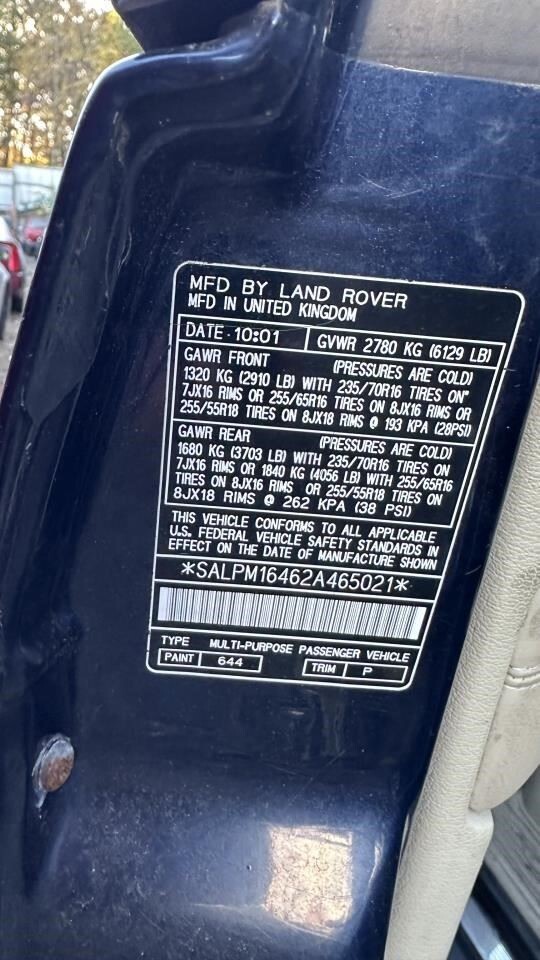 MFD BY LAND ROVER
MFD IN UNITED KINGDOM
DATE 10:01 GVWR 2780 KG (6129 LB)
GAWR FRONT (PRESSURES ARE COLD)
1320 KG (2910 LB) WITH 235/70R16 TIRES ON
7JX16 RIMS OR 255/65R16 TIRES ON 8JX16 RIMS OR
255/55R18 TIRES ON 8JX18 RIMS @ 193 KPA (28PSI)
GAWR REAR (PRESSURES ARE COLD)
1680 KG (3703 LB) WITH 235/70R16 TIRES ON
7JX16 RIMS OR 1840 KG (4056 LB) WITH 255/65R16
TIRES ON 8JX16 RIMS OR 255/55R18 TIRES ON
8JX18 RIMS @ 262 KPA (38 PSI)
THIS VEHICLE CONFORMS TO ALL APPLICABLE
U.S. FEDERAL VEHICLE SAFETY STANDARDS IN
EFFECT ON THE DATE OF MANUFACTURE SHOWN
*SALPM16462A465021*
TYPE MULTI-PURPOSE PASSENGER VEHICLE
PAINT 644 TRIM P